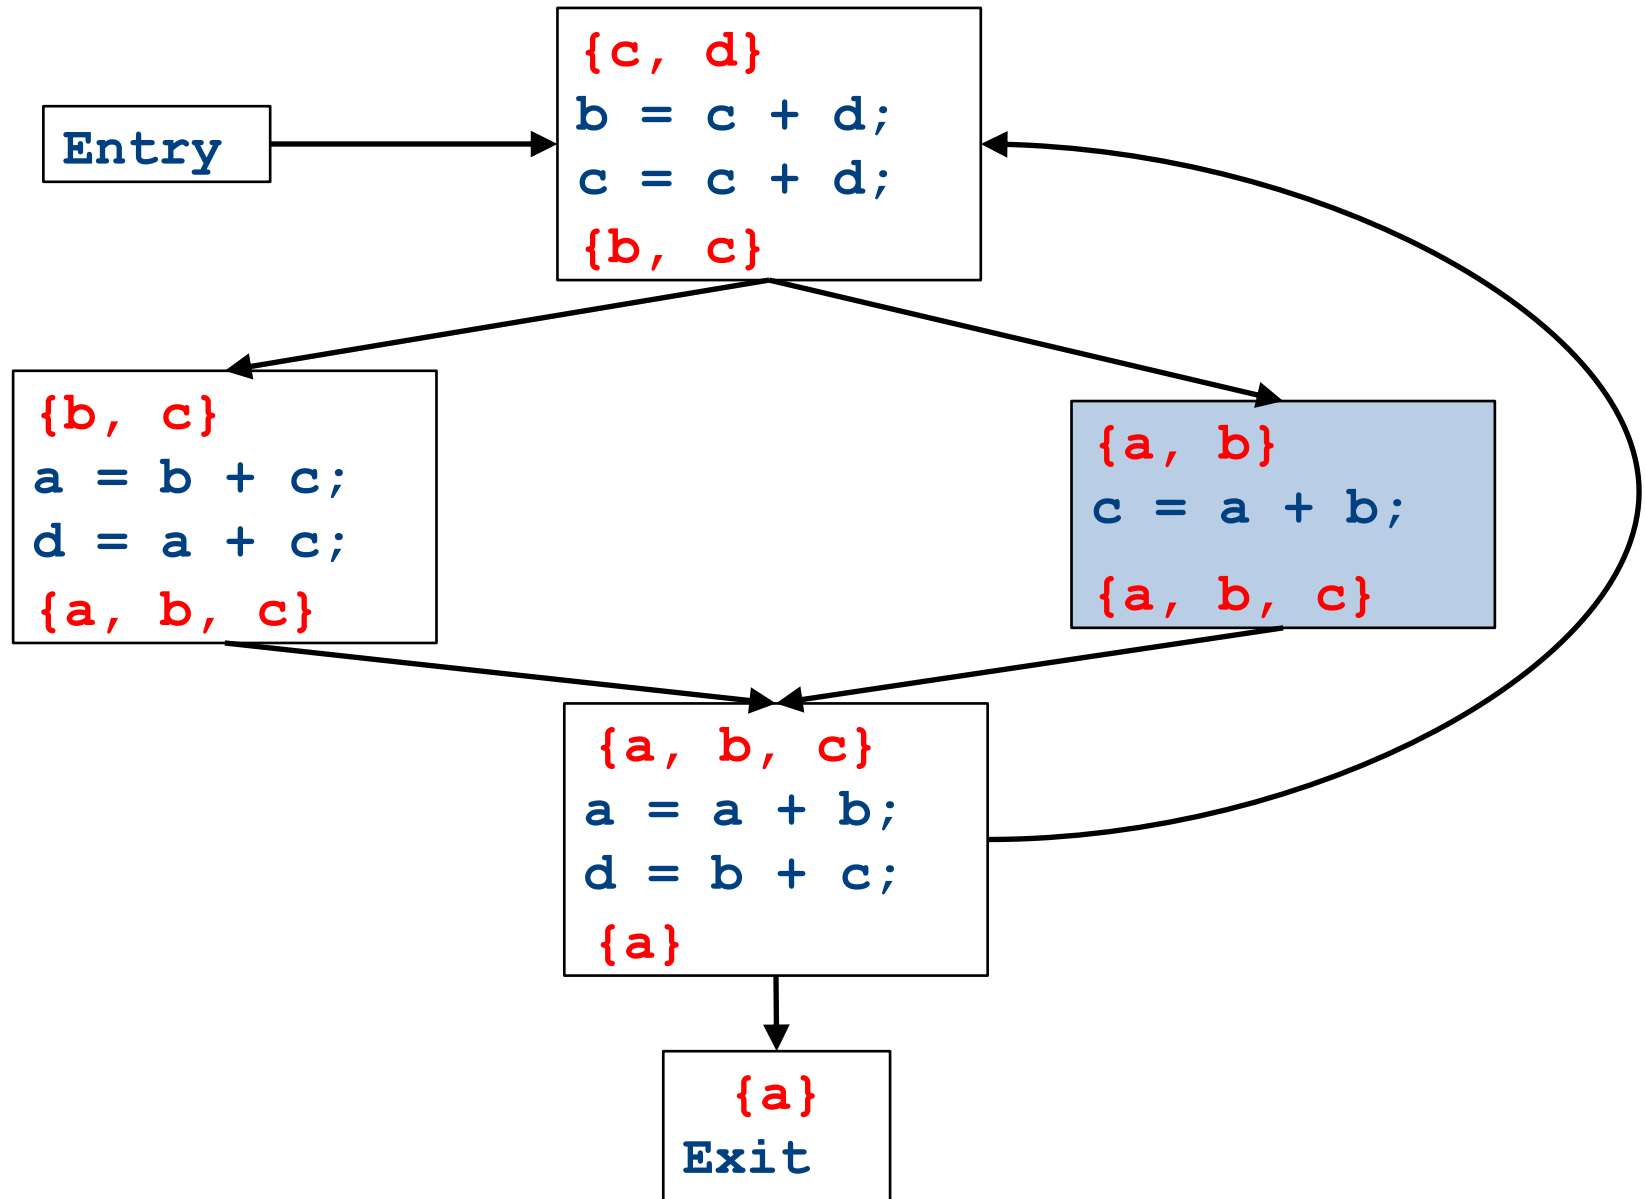 {c, d}
b = c + d;
c = c + d;
{b, c}
Entry
{b, c}
a = b + c;
d = a + c;
{a, b, c}
{a, b}
c = a + b;
{a, b, c}
{a, b, c}
a = a + b;
d = b + c;
{a}
{a}
Exit